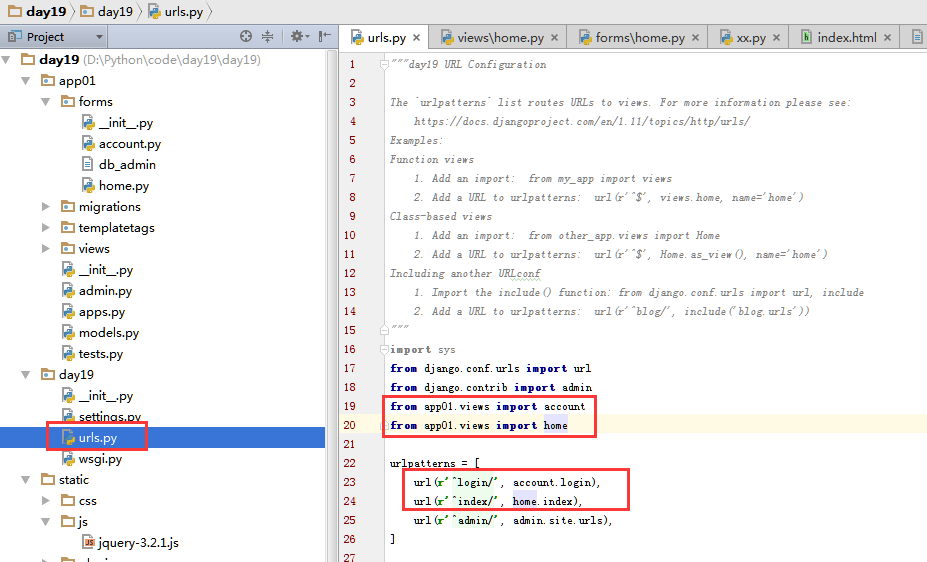 day19 day19 urls.py
Project
urls.py × views\home.py × forms\home.py × xx.py × index.html ×
day19 (D:\Python\code\day19\day19)
app01
forms
__init__.py
account.py
db_admin
home.py
migrations
templatetags
views
__init__.py
admin.py
apps.py
models.py
tests.py
day19
__init__.py
settings.py
urls.py
wsgi.py
static
css
js
jquery-3.2.1.js
1 """day19 URL Configuration
2
3 The `urlpatterns` list routes URLs to views. For more information please see:
4 https://docs.djangoproject.com/en/1.11/topics/http/urls/
5 Examples:
6 Function views
7 1. Add an import:  from my_app import views
8 2. Add a URL to urlpatterns:  url(r'^$', views.home, name='home')
9 Class-based views
10 1. Add an import:  from other_app.views import Home
11 2. Add a URL to urlpatterns:  url(r'^$', Home.as_view(), name='home')
12 Including another URLconf
13 1. Import the include() function: from django.conf.urls import url, include
14 2. Add a URL to urlpatterns:  url(r'^blog/', include('blog.urls'))
15 """
16 import sys
17 from django.conf.urls import url
18 from django.contrib import admin
19 from app01.views import account
20 from app01.views import home
21
22 urlpatterns = [
23 url(r'^login/', account.login),
24 url(r'^index/', home.index),
25 url(r'^admin/', admin.site.urls),
26 ]
27